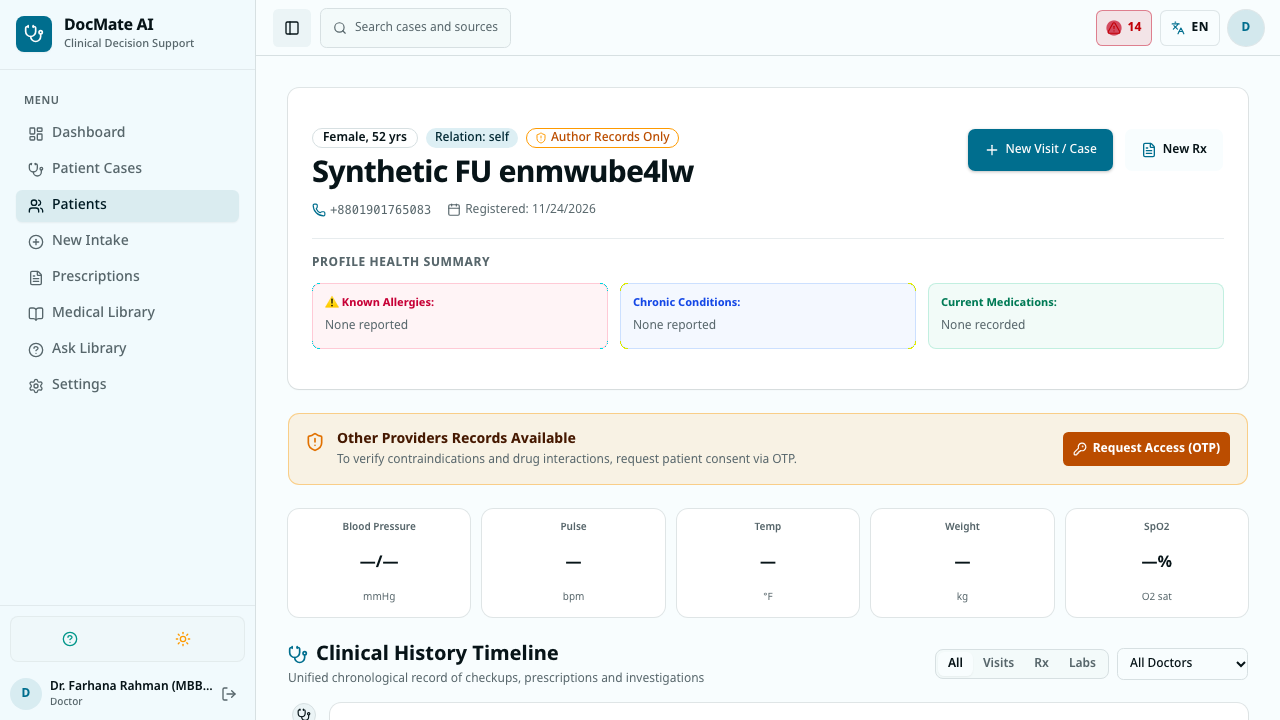 DocMate AI
Clinical Decision Support
MENU
Dashboard
Patient Cases
Patients
New Intake
Prescriptions
Medical Library
Ask Library
Settings
D
Dr. Farhana Rahman (MBB...
Doctor
Search cases and sources
14
EN
D
Female, 52 yrs
Relation: self
Author Records Only
Synthetic FU enmwube4lw
+8801901765083
Registered: 11/24/2026
New Visit / Case
New Rx
PROFILE HEALTH SUMMARY
⚠️ Known Allergies:
None reported
Chronic Conditions:
None reported
Current Medications:
None recorded
Other Providers Records Available
To verify contraindications and drug interactions, request patient consent via OTP.
Request Access (OTP)
Blood Pressure
—/—
mmHg
Pulse
—
bpm
Temp
—
°F
Weight
—
kg
SpO2
—%
O2 sat
Clinical History Timeline
Unified chronological record of checkups, prescriptions and investigations
All
Visits
Rx
Labs
All Doctors